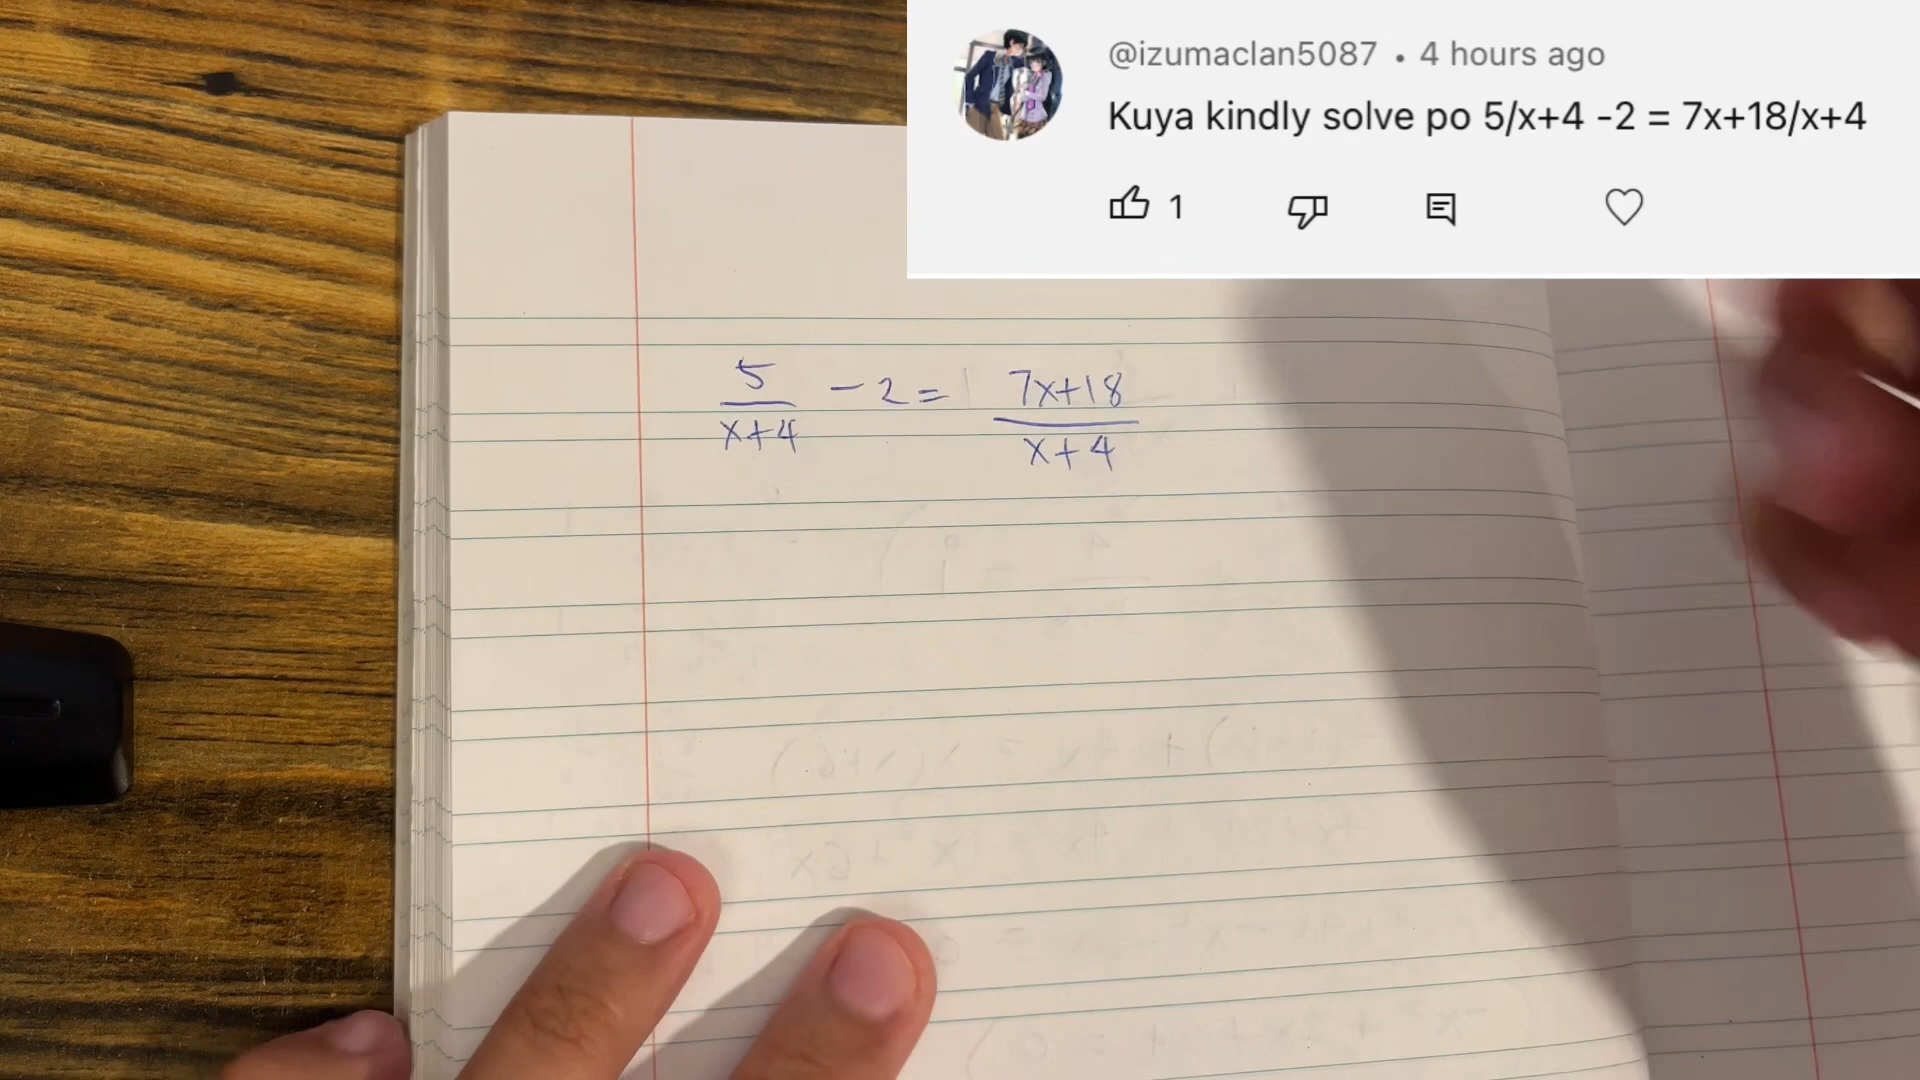 @izumaclan5087 • 4 hours ago
Kuya kindly solve po 5/x+4 -2 = 7x+18/x+4
1
5/x+4 - 2 = 7x+18/x+4